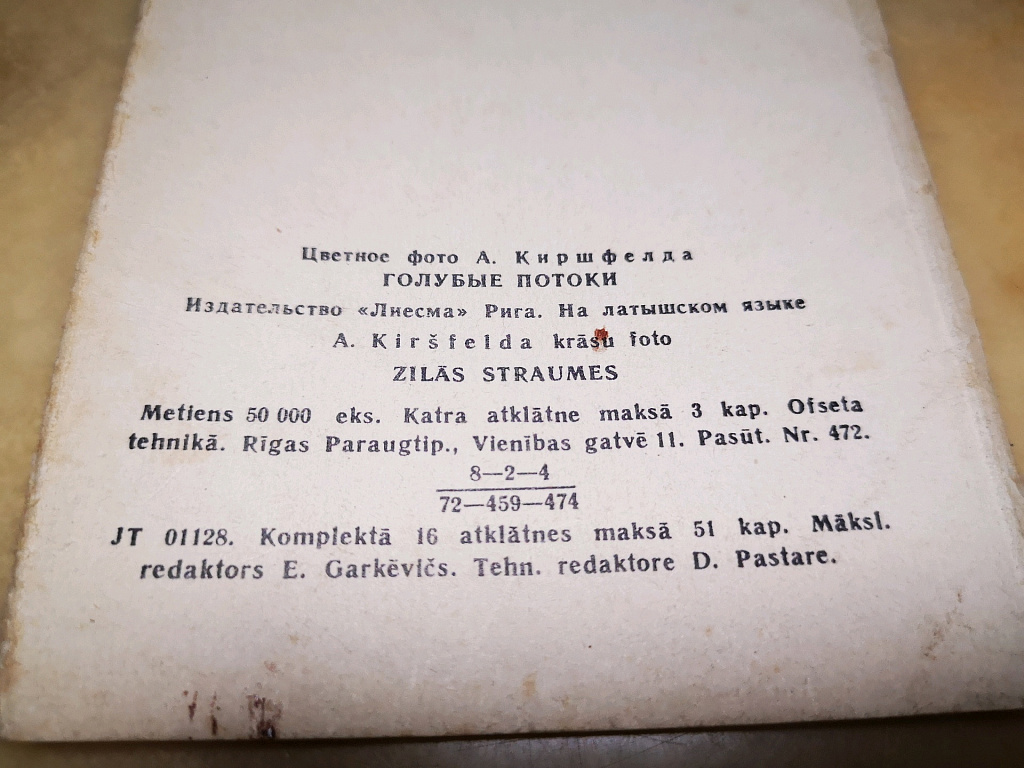 Цветное фото А. Киршфелда
ГОЛУБЫЕ ПОТОКИ
Издательство «Лиесма» Рига. На латышском языке
A. Kiršfelda krāsu foto
ZILĀS STRAUMES
Metiens 50 000 eks. Katra atklātne maksā 3 kap. Ofseta
tehnikā. Rīgas Paraugtip., Vienības gatvē 11. Pasūt. Nr. 472.
8—2—4
72—459—474
JT 01128. Komplektā 16 atklātnes maksā 51 kap. Māksl.
redaktors E. Garkēvičs. Tehn. redaktore D. Pastare.